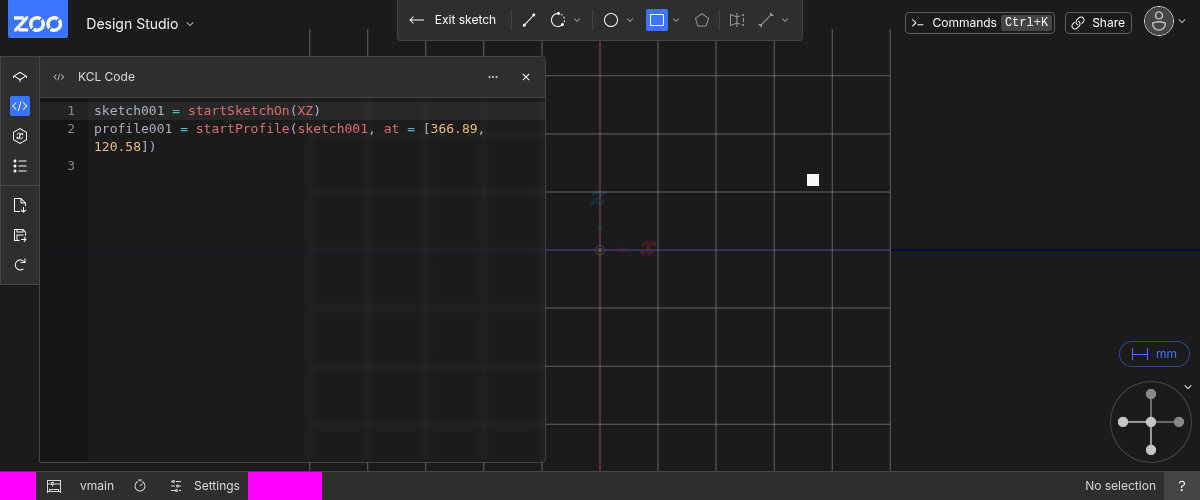 ZOO
Design Studio
Exit sketch
Commands Ctrl+K
Share
KCL Code
1 sketch001 = startSketchOn(XZ)
2 profile001 = startProfile(sketch001, at = [366.89,
120.58])
3
z
x
mm
vmain
Settings
No selection
?